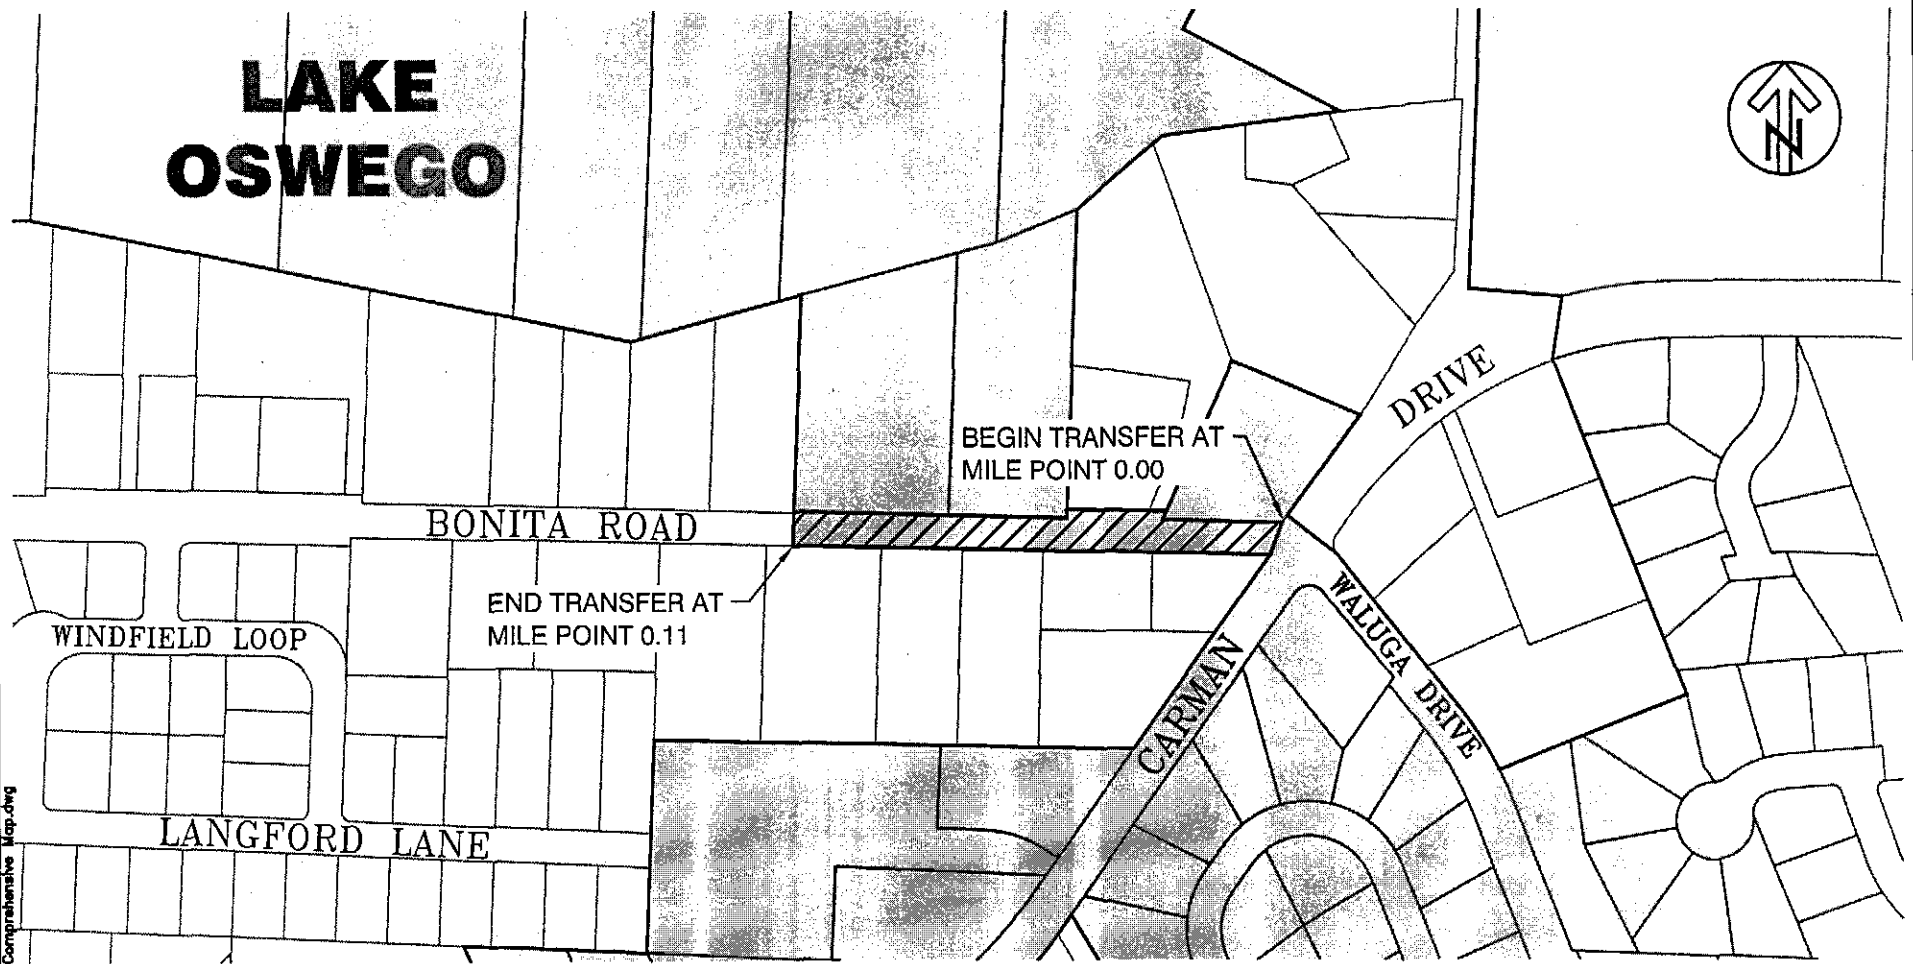 LAKE
OSWEGO
N
DRIVE
BEGIN TRANSFER AT
MILE POINT 0.00
BONITA ROAD
END TRANSFER AT
MILE POINT 0.11
WALUGA DRIVE
WINDFIELD LOOP
CARMAN
LANGFORD LANE
Comprehensive Map.dwg